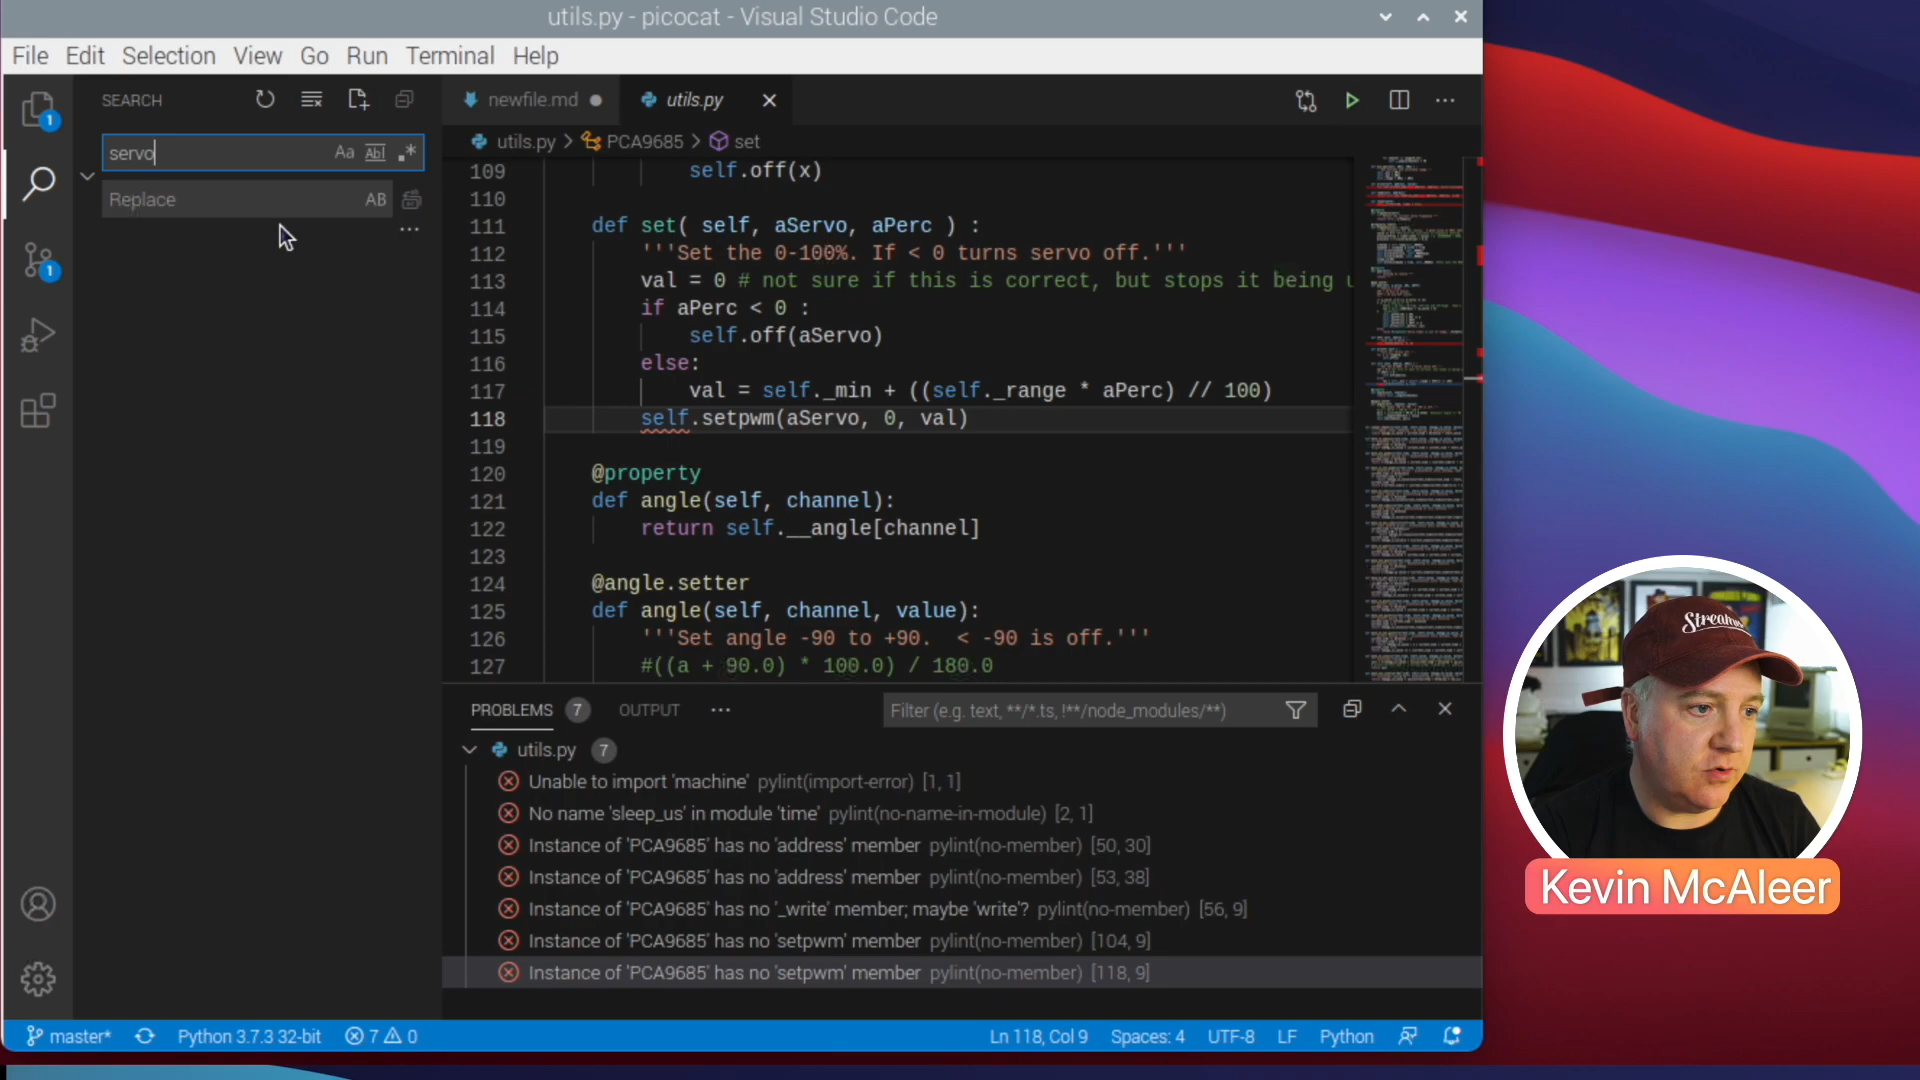 utils.py - picocat - Visual Studio Code
File Edit Selection View Go Run Terminal Help
SEARCH
newfile.md
utils.py
servo
Aa Abl .*
Replace
AB
utils.py > PCA9685 > set
109 self.off(x)
110
111 def set( self, aServo, aPerc ) :
112 '''Set the 0-100%. If < 0 turns servo off.'''
113 val = 0 # not sure if this is correct, but stops it being u
114 if aPerc < 0 :
115 self.off(aServo)
116 else:
117 val = self._min + ((self._range * aPerc) // 100)
118 self.setpwm(aServo, 0, val)
119
120 @property
121 def angle(self, channel):
122 return self.__angle[channel]
123
124 @angle.setter
125 def angle(self, channel, value):
126 '''Set angle -90 to +90.  < -90 is off.'''
127 #((a + 90.0) * 100.0) / 180.0
PROBLEMS 7 OUTPUT ···
Filter (e.g. text, **/*.ts, !**/node_modules/**)
utils.py 7
Unable to import 'machine' pylint(import-error) [1, 1]
No name 'sleep_us' in module 'time' pylint(no-name-in-module) [2, 1]
Instance of 'PCA9685' has no 'address' member pylint(no-member) [50, 30]
Instance of 'PCA9685' has no 'address' member pylint(no-member) [53, 38]
Instance of 'PCA9685' has no '_write' member; maybe 'write'? pylint(no-member) [56, 9]
Instance of 'PCA9685' has no 'setpwm' member pylint(no-member) [104, 9]
Instance of 'PCA9685' has no 'setpwm' member pylint(no-member) [118, 9]
1
1
master* Python 3.7.3 32-bit 7 0
Ln 118, Col 9 Spaces: 4 UTF-8 LF Python
Kevin McAleer